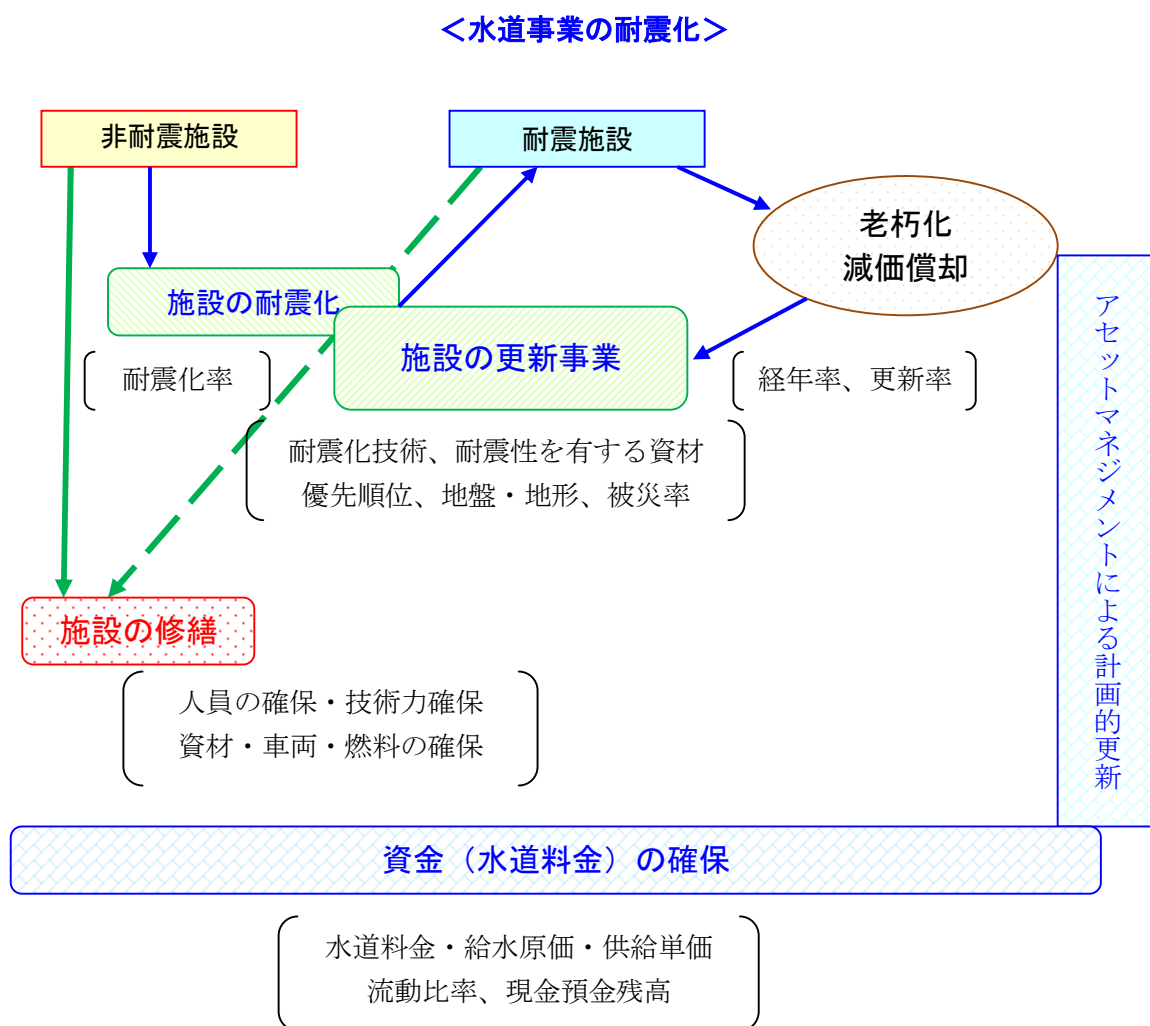 ＜水道事業の耐震化＞
非耐震施設
耐震施設
老朽化
減価償却
施設の耐震化
施設の更新事業
耐震化率
経年率、更新率
耐震化技術、耐震性を有する資材
優先順位、地盤・地形、被災率
アセットマネジメントによる計画的更新
施設の修繕
人員の確保・技術力確保
資材・車両・燃料の確保
資金（水道料金）の確保
水道料金・給水原価・供給単価
流動比率、現金預金残高